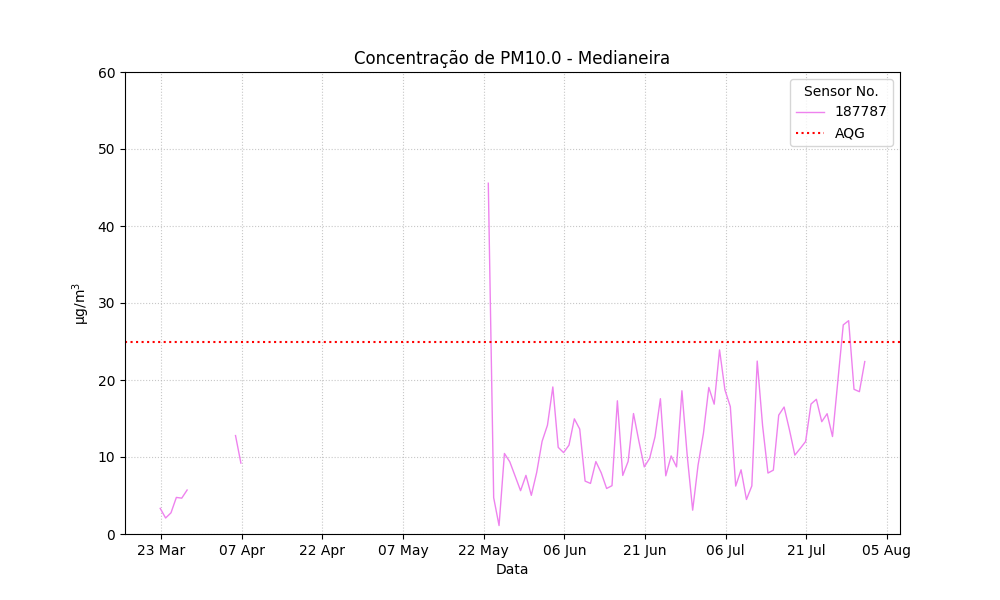 Concentração de PM10.0 - Medianeira
Sensor No.
187787
AQG
60
50
40
30
20
10
0
µg/m³
23 Mar
07 Apr
22 Apr
07 May
22 May
06 Jun
21 Jun
06 Jul
21 Jul
05 Aug
Data